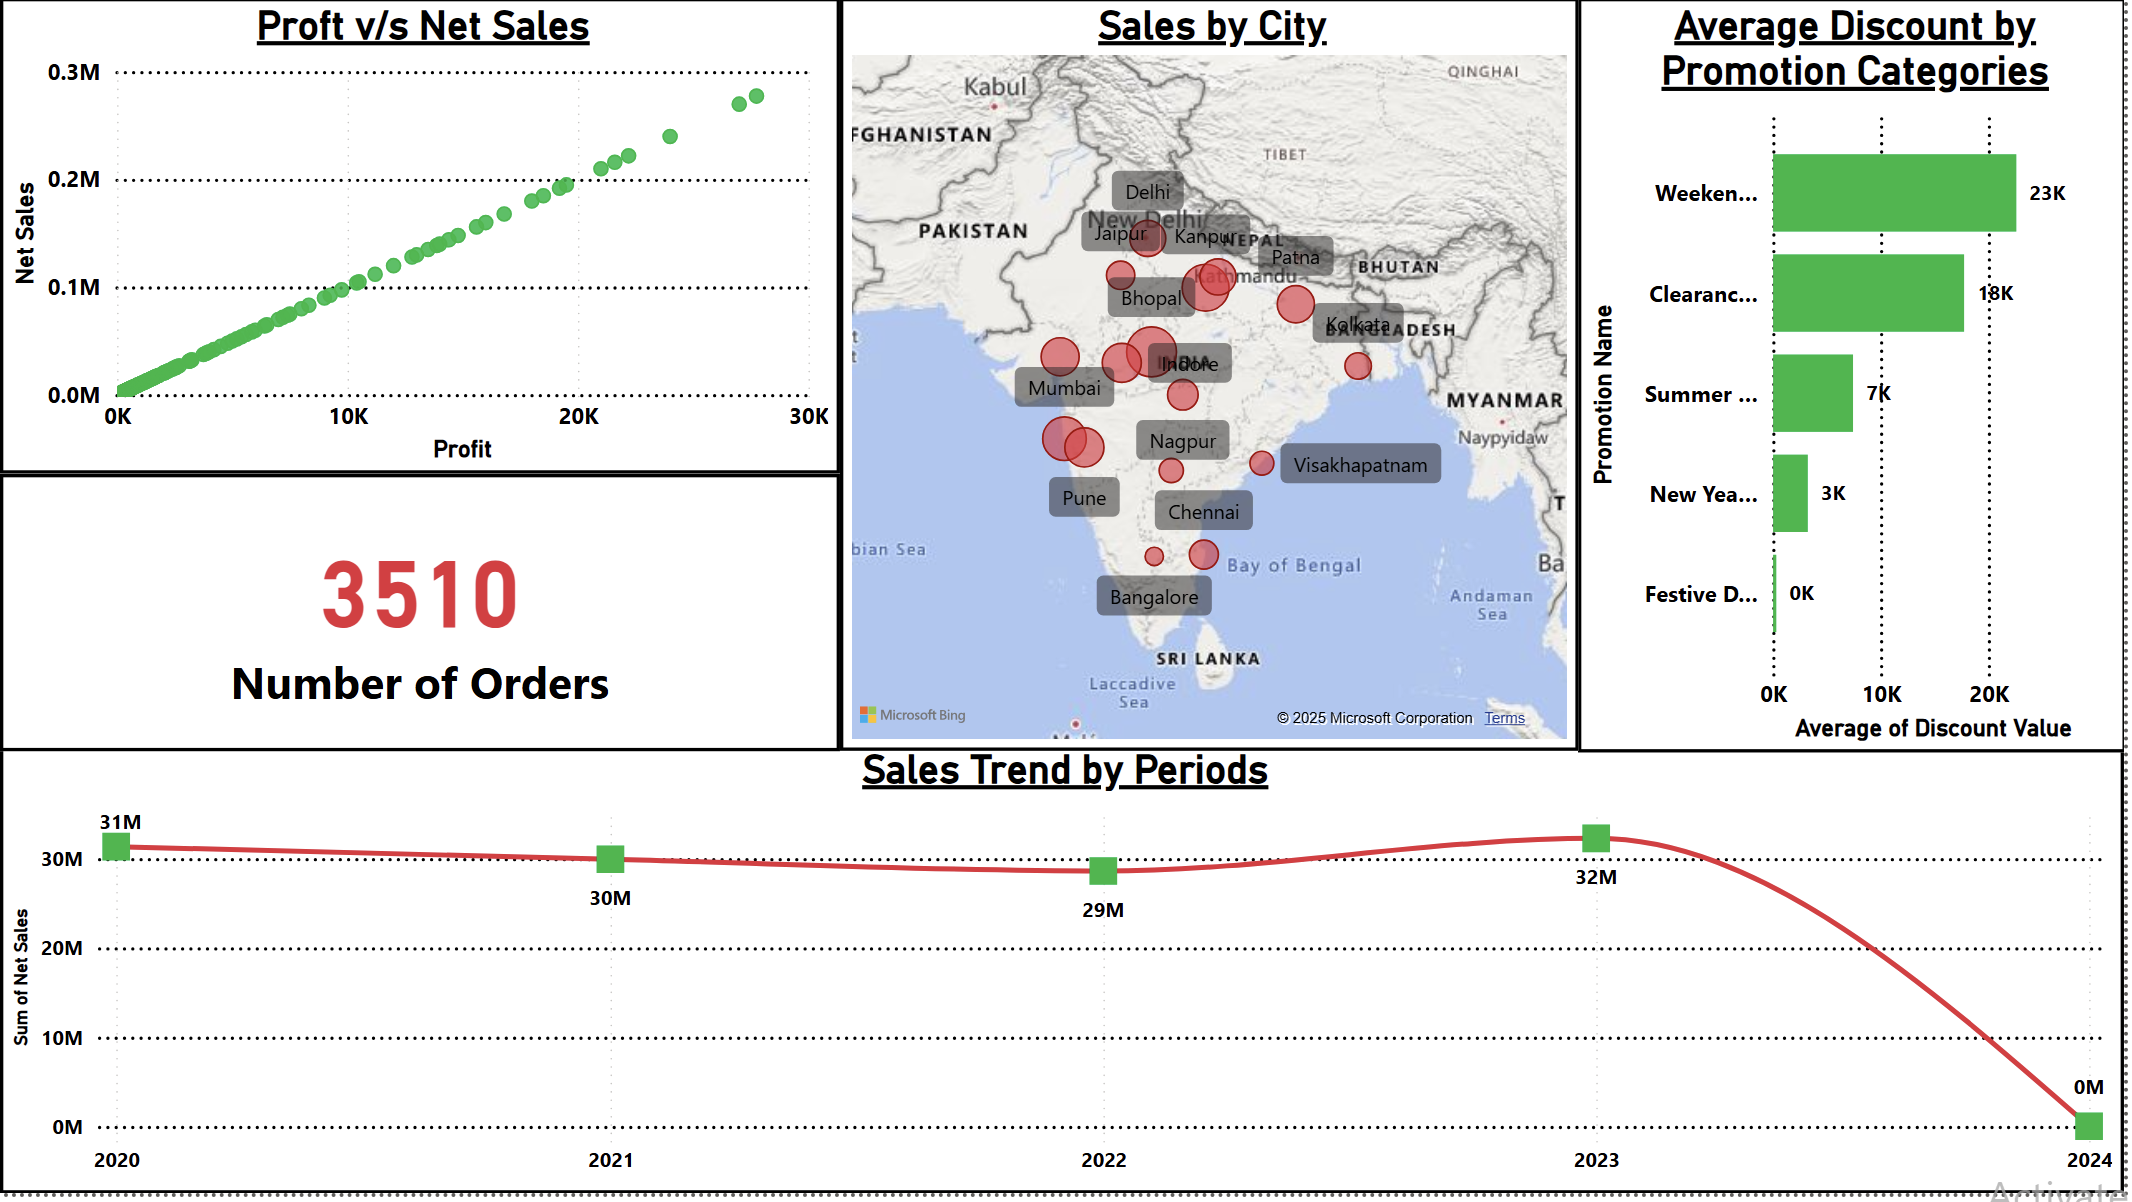 Proft v/s Net Sales
0.3M
0.2M
0.1M
0.0M
Net Sales
0K
10K
20K
30K
Profit
3510
Number of Orders
Sales by City
QINGHAI
Kabul
FGHANISTAN
TIBET
Delhi
New Delhi
PAKISTAN
Jaipur
Kanpur
NEPAL
Patna
BHUTAN
Kathmandu
Bhopal
Kolkata
BANGLADESH
INDIA
Indore
Mumbai
MYANMAR
Naypyidaw
Nagpur
Visakhapatnam
Pune
Chennai
T
bian Sea
Bay of Bengal
Ba
Bangalore
Andaman
Sea
SRI LANKA
Laccadive
Sea
Microsoft Bing
© 2025 Microsoft Corporation Terms
Average Discount by
Promotion Categories
Promotion Name
Weeken...
23K
Clearanc...
18K
Summer ...
7K
New Yea...
3K
Festive D...
0K
0K
10K
20K
Average of Discount Value
Sales Trend by Periods
Sum of Net Sales
30M
20M
10M
0M
31M
30M
29M
32M
0M
2020
2021
2022
2023
2024
Activate